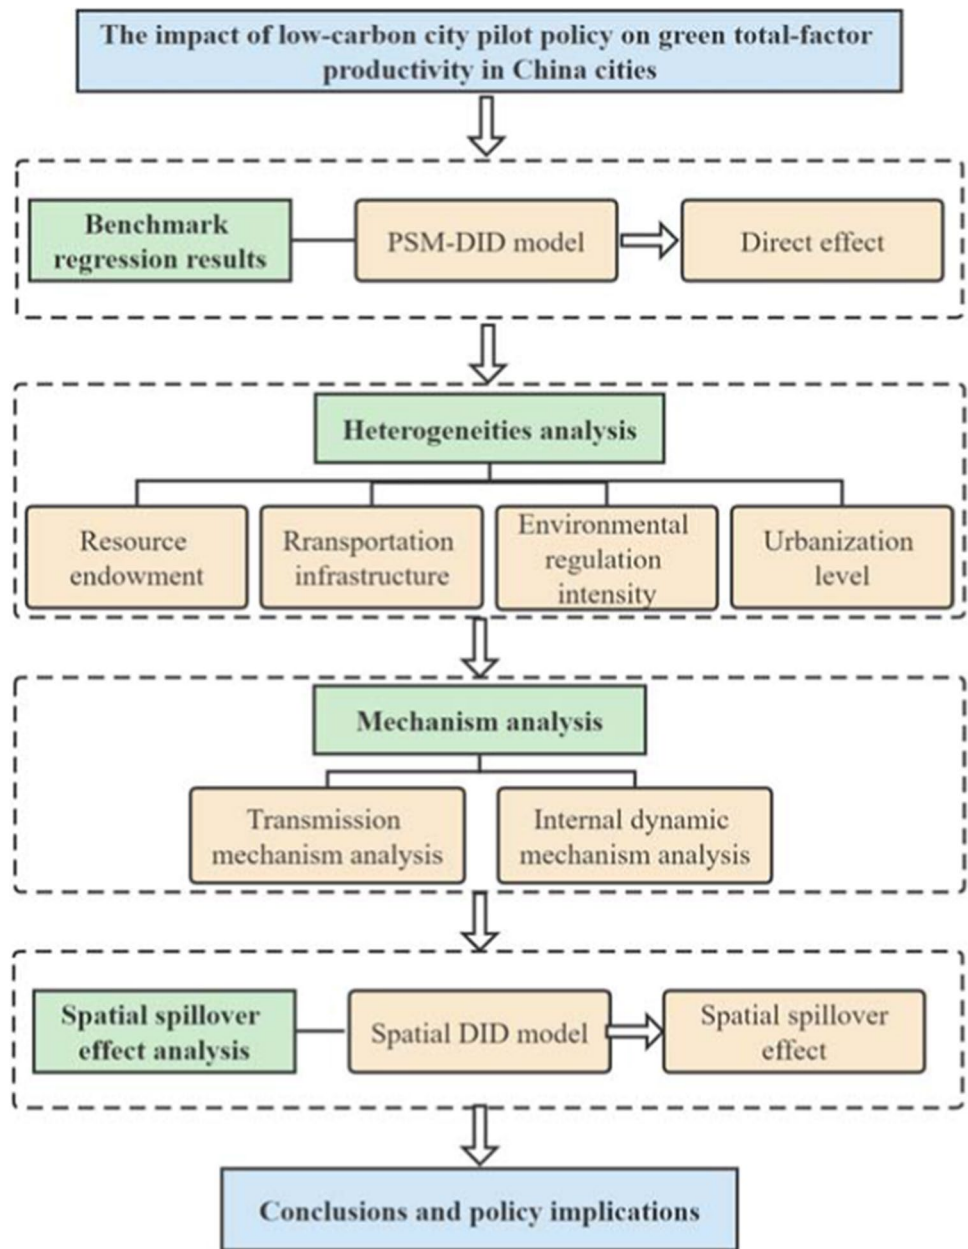 The impact of low-carbon city pilot policy on green total-factor
productivity in China cities
Benchmark
regression results
PSM-DID model
Direct effect
Heterogeneities analysis
Resource
endowment
Rransportation
infrastructure
Environmental
regulation
intensity
Urbanization
level
Mechanism analysis
Transmission
mechanism analysis
Internal dynamic
mechanism analysis
Spatial spillover
effect analysis
Spatial DID model
Spatial spillover
effect
Conclusions and policy implications